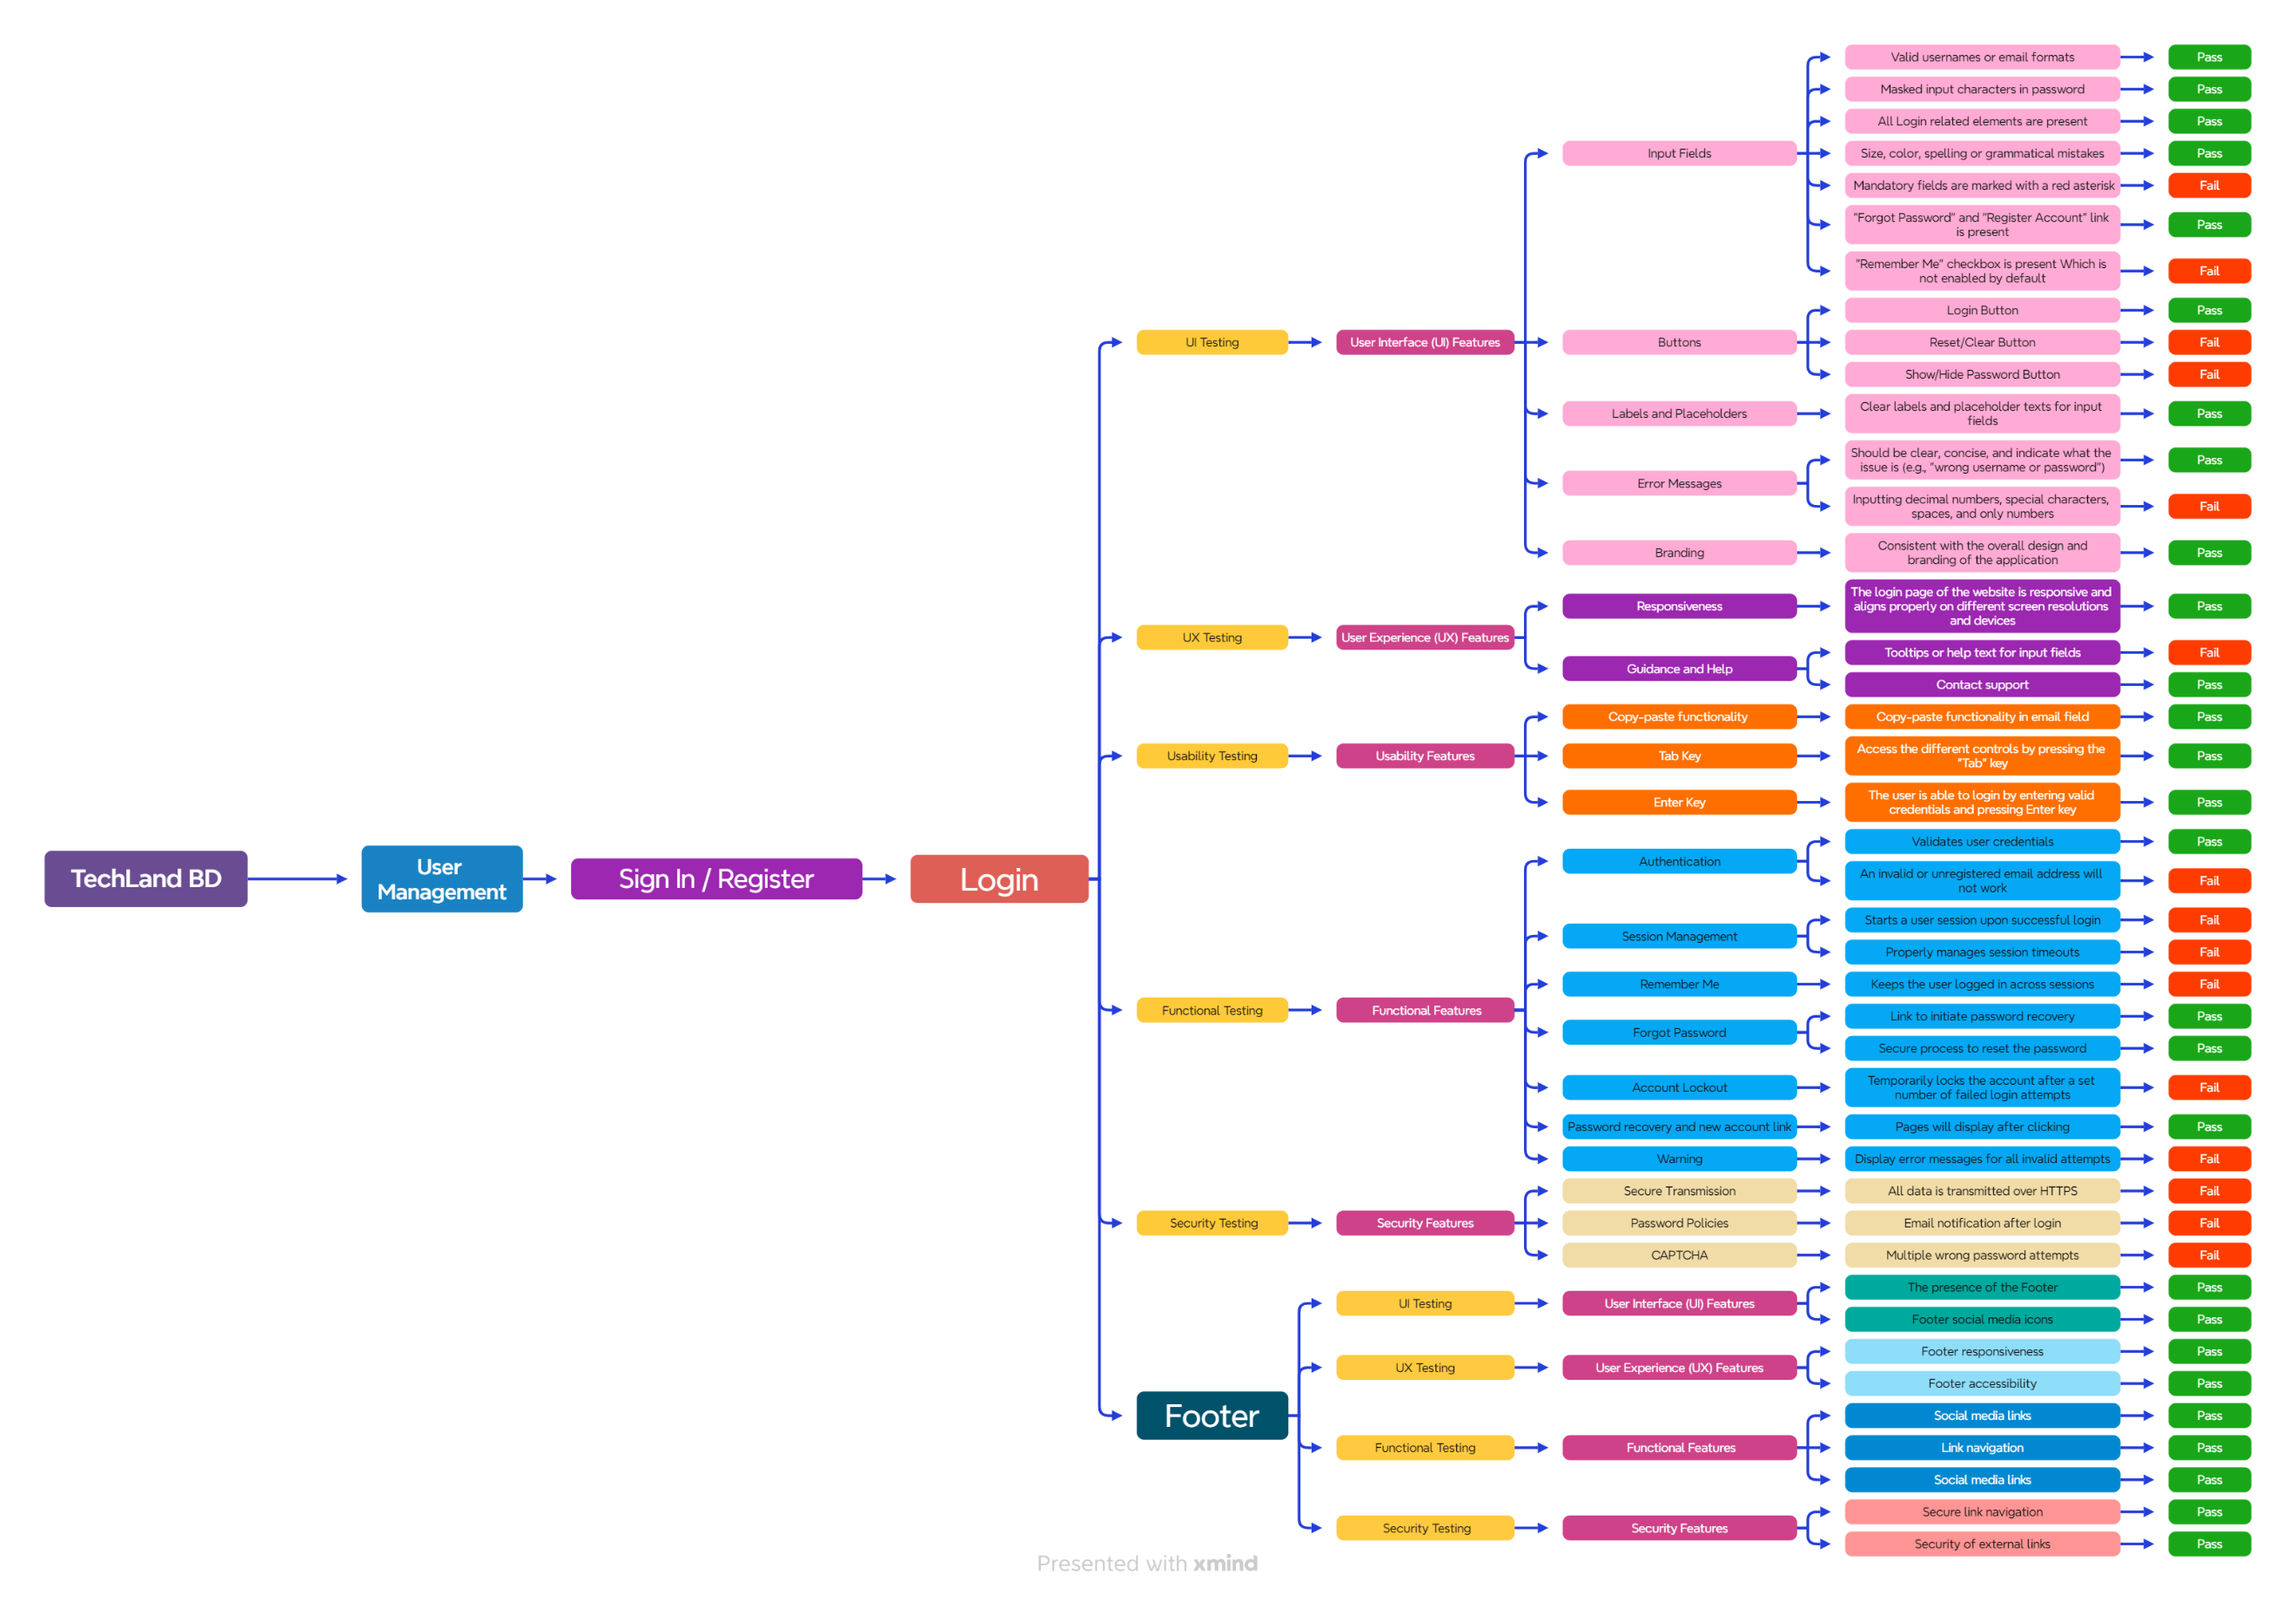 TechLand BD
User
Management
Sign In / Register
Login
UI Testing
User Interface (UI) Features
Input Fields
Valid usernames or email formats
Pass
Masked input characters in password
Pass
All Login related elements are present
Pass
Size, color, spelling or grammatical mistakes
Pass
Mandatory fields are marked with a red asterisk
Fail
"Forgot Password" and "Register Account" link
is present
Pass
"Remember Me" checkbox is present Which is
not enabled by default
Fail
Buttons
Login Button
Pass
Reset/Clear Button
Fail
Show/Hide Password Button
Fail
Labels and Placeholders
Clear labels and placeholder texts for input
fields
Pass
Error Messages
Should be clear, concise, and indicate what the
issue is (e.g., "wrong username or password")
Pass
Inputting decimal numbers, special characters,
spaces, and only numbers
Fail
Branding
Consistent with the overall design and
branding of the application
Pass
UX Testing
User Experience (UX) Features
Responsiveness
The login page of the website is responsive and
aligns properly on different screen resolutions
and devices
Pass
Guidance and Help
Tooltips or help text for input fields
Fail
Contact support
Pass
Usability Testing
Usability Features
Copy-paste functionality
Copy-paste functionality in email field
Pass
Tab Key
Access the different controls by pressing the
"Tab" key
Pass
Enter Key
The user is able to login by entering valid
credentials and pressing Enter key
Pass
Functional Testing
Functional Features
Authentication
Validates user credentials
Pass
An invalid or unregistered email address will
not work
Fail
Session Management
Starts a user session upon successful login
Fail
Properly manages session timeouts
Fail
Remember Me
Keeps the user logged in across sessions
Fail
Forgot Password
Link to initiate password recovery
Pass
Secure process to reset the password
Pass
Account Lockout
Temporarily locks the account after a set
number of failed login attempts
Fail
Password recovery and new account link
Pages will display after clicking
Pass
Warning
Display error messages for all invalid attempts
Fail
Security Testing
Security Features
Secure Transmission
All data is transmitted over HTTPS
Fail
Password Policies
Email notification after login
Fail
CAPTCHA
Multiple wrong password attempts
Fail
Footer
UI Testing
User Interface (UI) Features
The presence of the Footer
Pass
Footer social media icons
Pass
UX Testing
User Experience (UX) Features
Footer responsiveness
Pass
Footer accessibility
Pass
Functional Testing
Functional Features
Social media links
Pass
Link navigation
Pass
Social media links
Pass
Security Testing
Security Features
Secure link navigation
Pass
Security of external links
Pass
Presented with xmind